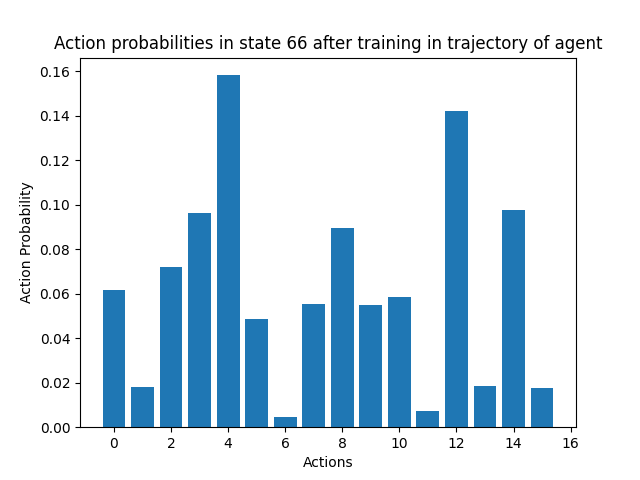 Action probabilities in state 66 after training in trajectory of agent
0.16
0.14
0.12
0.10
0.08
0.06
0.04
0.02
0.00
Action Probability
0 2 4 6 8 10 12 14 16
Actions